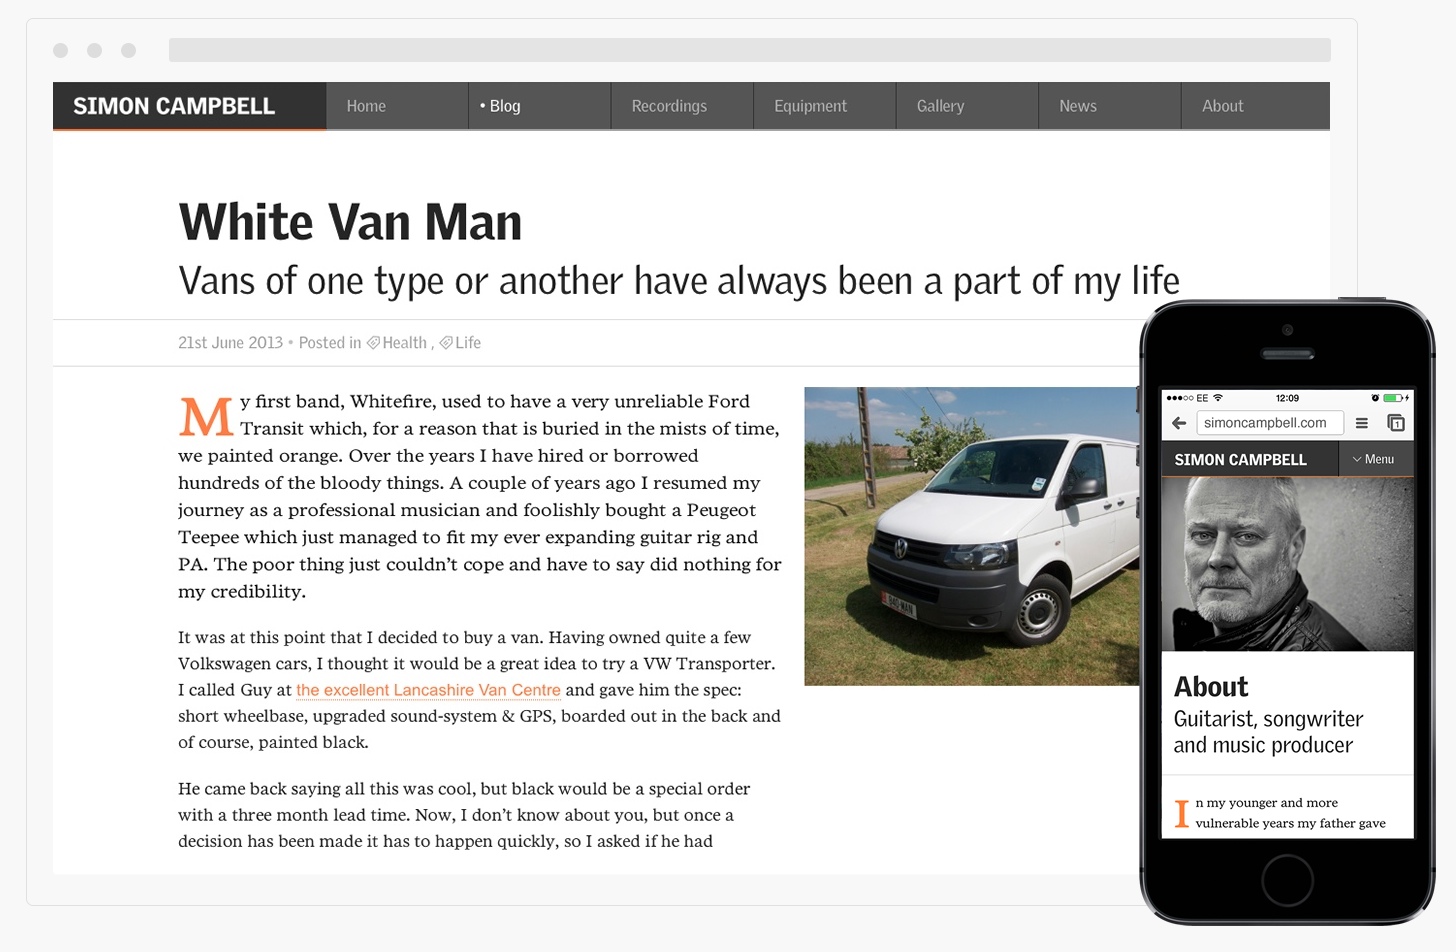 SIMON CAMPBELL
Home
• Blog
Recordings
Equipment
Gallery
News
About
White Van Man
Vans of one type or another have always been a part of my life
21st June 2013 • Posted in Health , Life
My first band, Whitefire, used to have a very unreliable Ford
Transit which, for a reason that is buried in the mists of time,
we painted orange. Over the years I have hired or borrowed
hundreds of the bloody things. A couple of years ago I resumed my
journey as a professional musician and foolishly bought a Peugeot
Teepee which just managed to fit my ever expanding guitar rig and
PA. The poor thing just couldn’t cope and have to say did nothing for
my credibility.
It was at this point that I decided to buy a van. Having owned quite a few
Volkswagen cars, I thought it would be a great idea to try a VW Transporter.
I called Guy at the excellent Lancashire Van Centre and gave him the spec:
short wheelbase, upgraded sound-system & GPS, boarded out in the back and
of course, painted black.
He came back saying all this was cool, but black would be a special order
with a three month lead time. Now, I don’t know about you, but once a
decision has been made it has to happen quickly, so I asked if he had
EE 12:09
simoncampbell.com 1
SIMON CAMPBELL
Menu
About
Guitarist, songwriter
and music producer
In my younger and more
vulnerable years my father gave